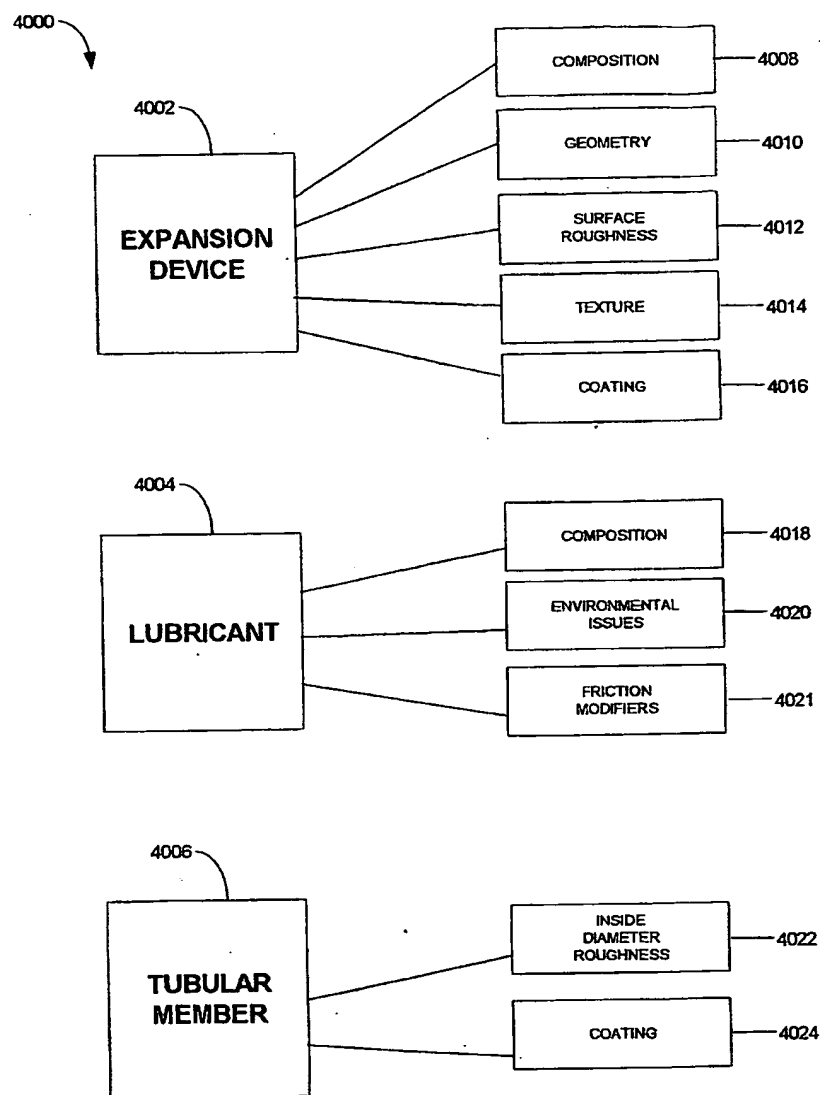 4000
4002
EXPANSION
DEVICE
COMPOSITION
4008
GEOMETRY
4010
SURFACE
ROUGHNESS
4012
TEXTURE
4014
COATING
4016
4004
LUBRICANT
COMPOSITION
4018
ENVIRONMENTAL
ISSUES
4020
FRICTION
MODIFIERS
4021
4006
TUBULAR
MEMBER
INSIDE
DIAMETER
ROUGHNESS
4022
COATING
4024